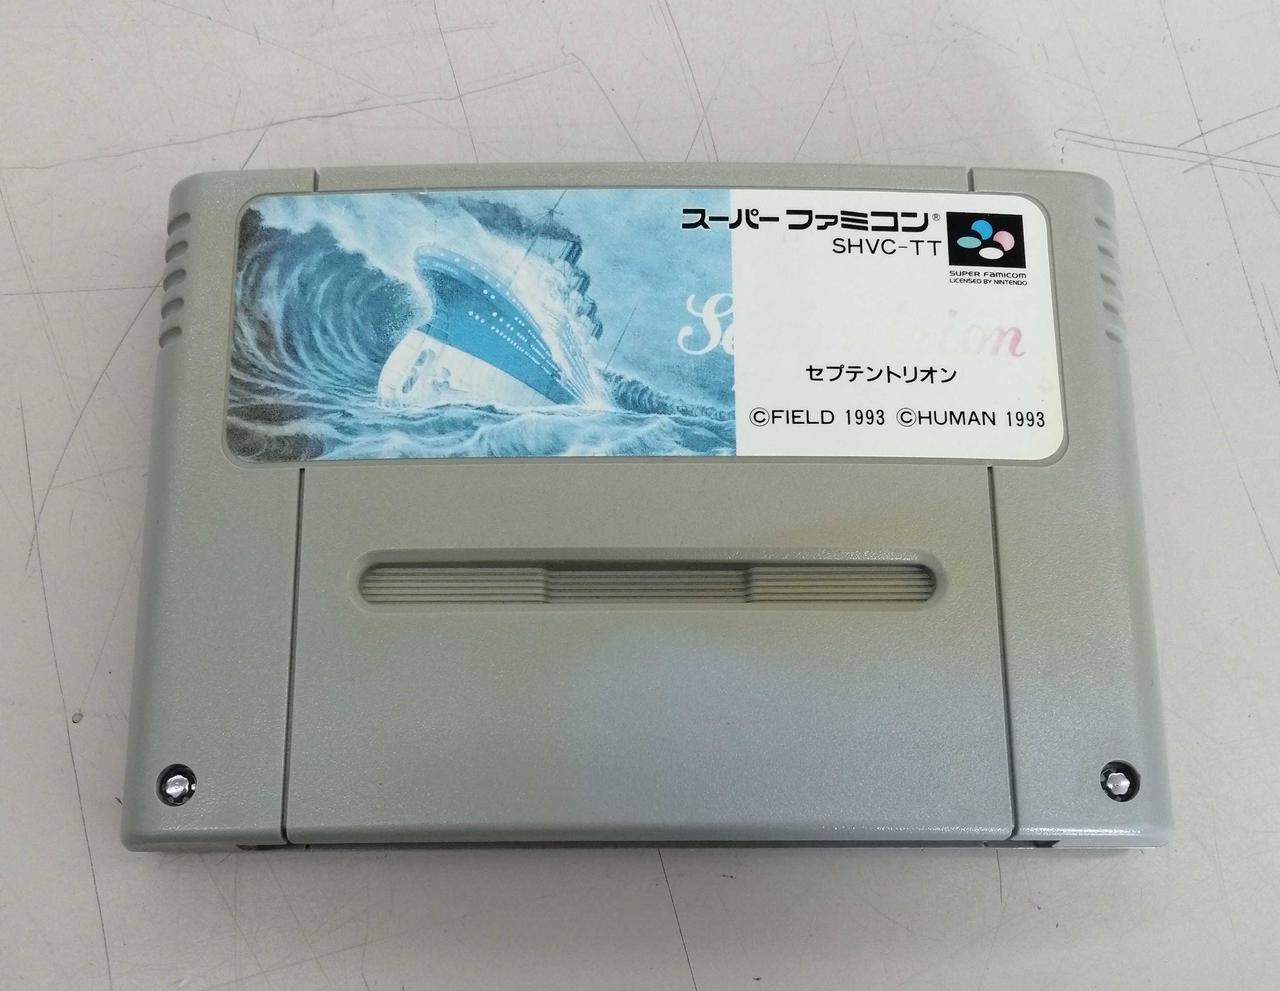 スーパーファミコン®
SHVC-TT
SUPER FAMICOM
LICENSED BY NINTENDO
セプテントリオン
©FIELD 1993 ©HUMAN 1993